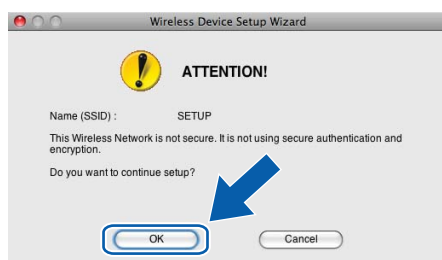 Wireless Device Setup Wizard
ATTENTION!
Name (SSID) : SETUP
This Wireless Network is not secure. It is not using secure authentication and
encryption.
Do you want to continue setup?
OK Cancel